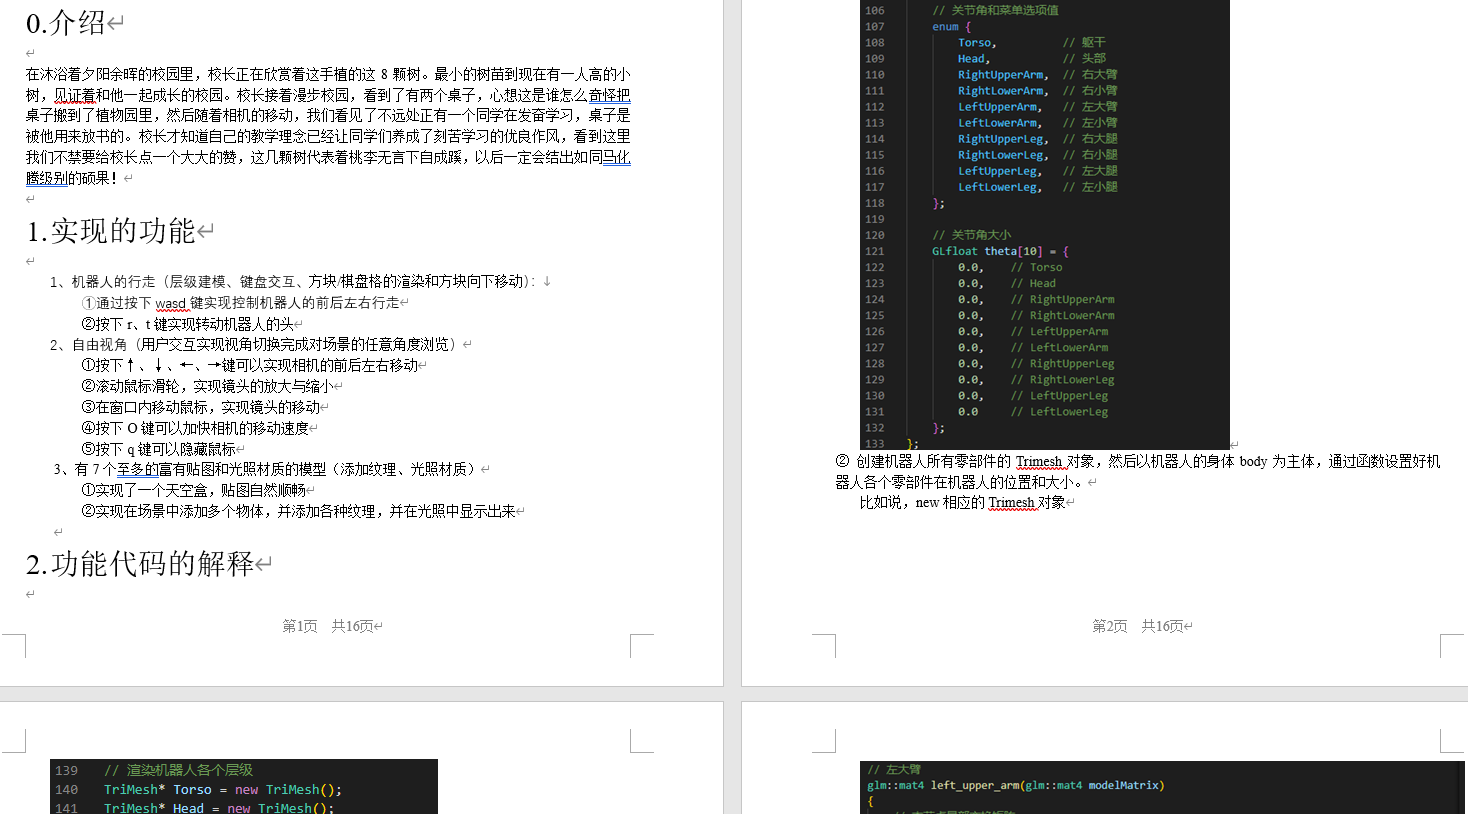 0.介绍
在沐浴着夕阳余晖的校园里，校长正在欣赏着这手植的这 8 颗树。最小的树苗到现在有一人高的小
树，见证着和他一起成长的校园。校长接着漫步校园，看到了有两个桌子，心想这是谁怎么奇怪把
桌子搬到了植物园里，然后随着相机的移动，我们看见了不远处正有一个同学在发奋学习，桌子是
被他用来放书的。校长才知道自己的教学理念已经让同学们养成了刻苦学习的优良作风，看到这里
我们不禁要给校长点一个大大的赞，这几颗树代表着桃李无言下自成蹊，以后一定会结出如同马化
腾级别的硕果！
1.实现的功能
1、机器人的行走（层级建模、键盘交互、方块/棋盘格的渲染和方块向下移动）：
①通过按下 wasd 键实现控制机器人的前后左右行走
②按下 r、t 键实现转动机器人的头
2、自由视角（用户交互实现视角切换完成对场景的任意角度浏览）
①按下↑、↓、←、→键可以实现相机的前后左右移动
②滚动鼠标滑轮，实现镜头的放大与缩小
③在窗口内移动鼠标，实现镜头的移动
④按下 O 键可以加快相机的移动速度
⑤按下 q 键可以隐藏鼠标
3、有 7 个至多的富有贴图和光照材质的模型（添加纹理、光照材质）
①实现了一个天空盒，贴图自然顺畅
②实现在场景中添加多个物体，并添加各种纹理，并在光照中显示出来
2.功能代码的解释
第1页 共16页
106 // 关节角和菜单选项值
107 enum {
108 Torso, // 躯干
109 Head, // 头部
110 RightUpperArm, // 右大臂
111 RightLowerArm, // 右小臂
112 LeftUpperArm, // 左大臂
113 LeftLowerArm, // 左小臂
114 RightUpperLeg, // 右大腿
115 RightLowerLeg, // 右小腿
116 LeftUpperLeg, // 左大腿
117 LeftLowerLeg, // 左小腿
118 };
119
120 // 关节角大小
121 GLfloat theta[10] = {
122 0.0, // Torso
123 0.0, // Head
124 0.0, // RightUpperArm
125 0.0, // RightLowerArm
126 0.0, // LeftUpperArm
127 0.0, // LeftLowerArm
128 0.0, // RightUpperLeg
129 0.0, // RightLowerLeg
130 0.0, // LeftUpperLeg
131 0.0 // LeftLowerLeg
132 };
133 };
② 创建机器人所有零部件的 Trimesh 对象，然后以机器人的身体 body 为主体，通过函数设置好机
器人各个零部件在机器人的位置和大小。
比如说，new 相应的 Trimesh 对象
第2页 共16页
139 // 渲染机器人各个层级
140 TriMesh* Torso = new TriMesh();
141 TriMesh* Head = new TriMesh();
// 左大臂
glm::mat4 left_upper_arm(glm::mat4 modelMatrix)
{